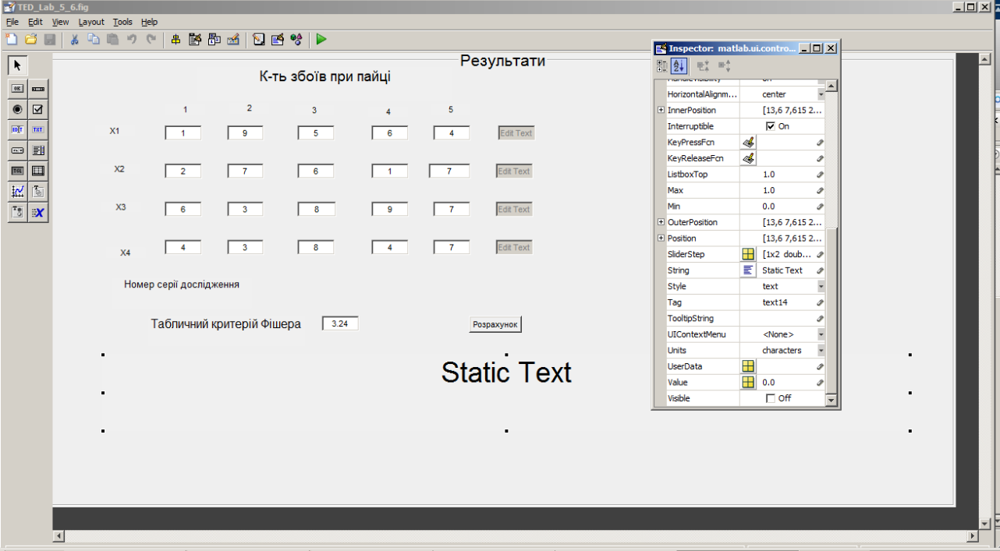 TED_Lab_5_6.fig
File Edit View Layout Tools Help
Результати
К-ть збоїв при пайці
1 2 3 4 5
X1 1 9 5 6 4 Edit Text
X2 2 7 6 1 7 Edit Text
X3 6 3 8 9 7 Edit Text
X4 4 3 8 4 7 Edit Text
Номер серії дослідження
Табличний критерій Фішера 3.24 Розрахунок
Static Text
OK
EDIT TXT
TGL
Inspector: matlab.ui.contro...
HorizontalAlignm... center
InnerPosition [13,6 7,615 2...
Interruptible On
KeyPressFcn
KeyReleaseFcn
ListboxTop 1.0
Max 1.0
Min 0.0
OuterPosition [13,6 7,615 2...
Position [13,6 7,615 2...
SliderStep [1x2 doub...
String Static Text
Style text
Tag text14
TooltipString
UIContextMenu <None>
Units characters
UserData
Value 0.0
Visible Off